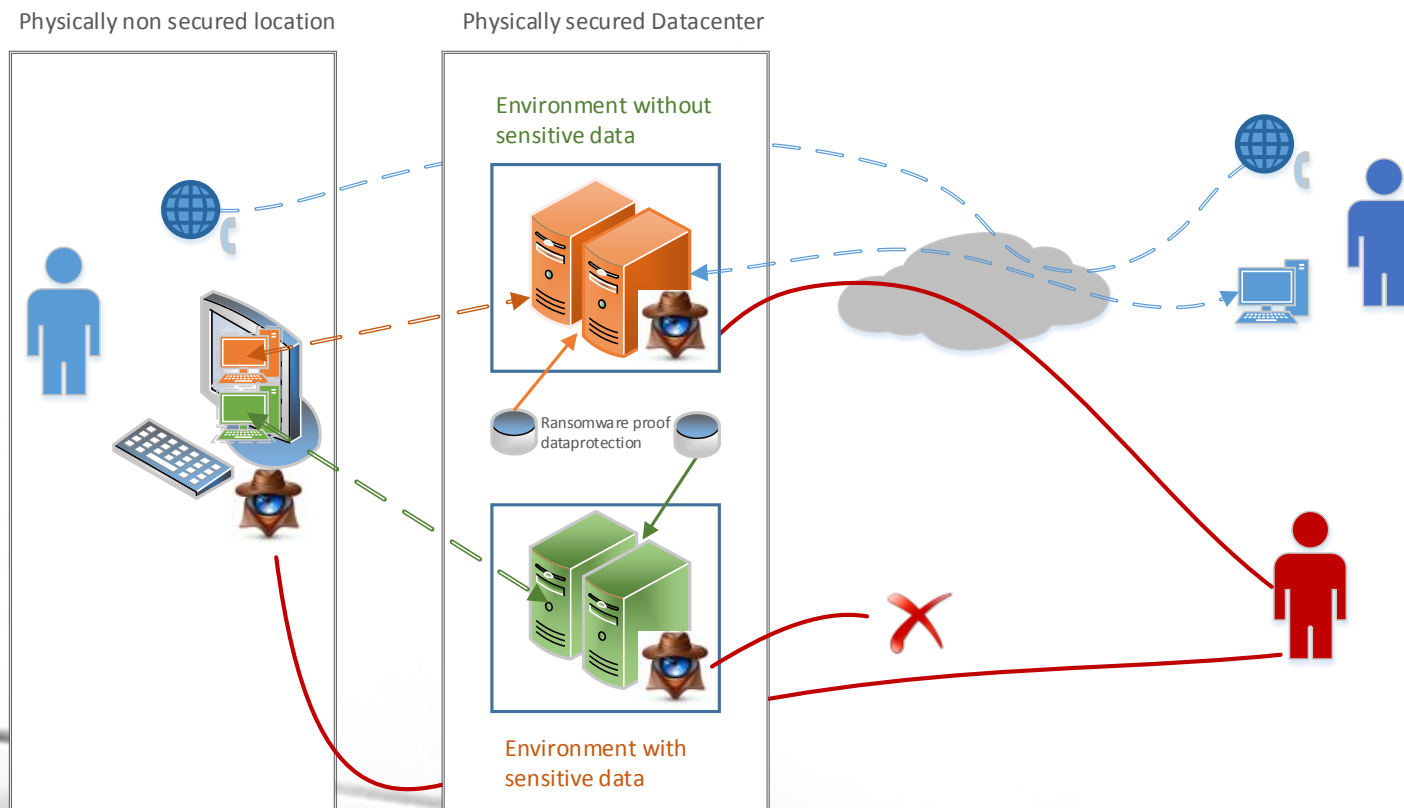 Physically non secured location
Physically secured Datacenter
Environment without
sensitive data
Ransomware proof
dataprotection
Environment with
sensitive data